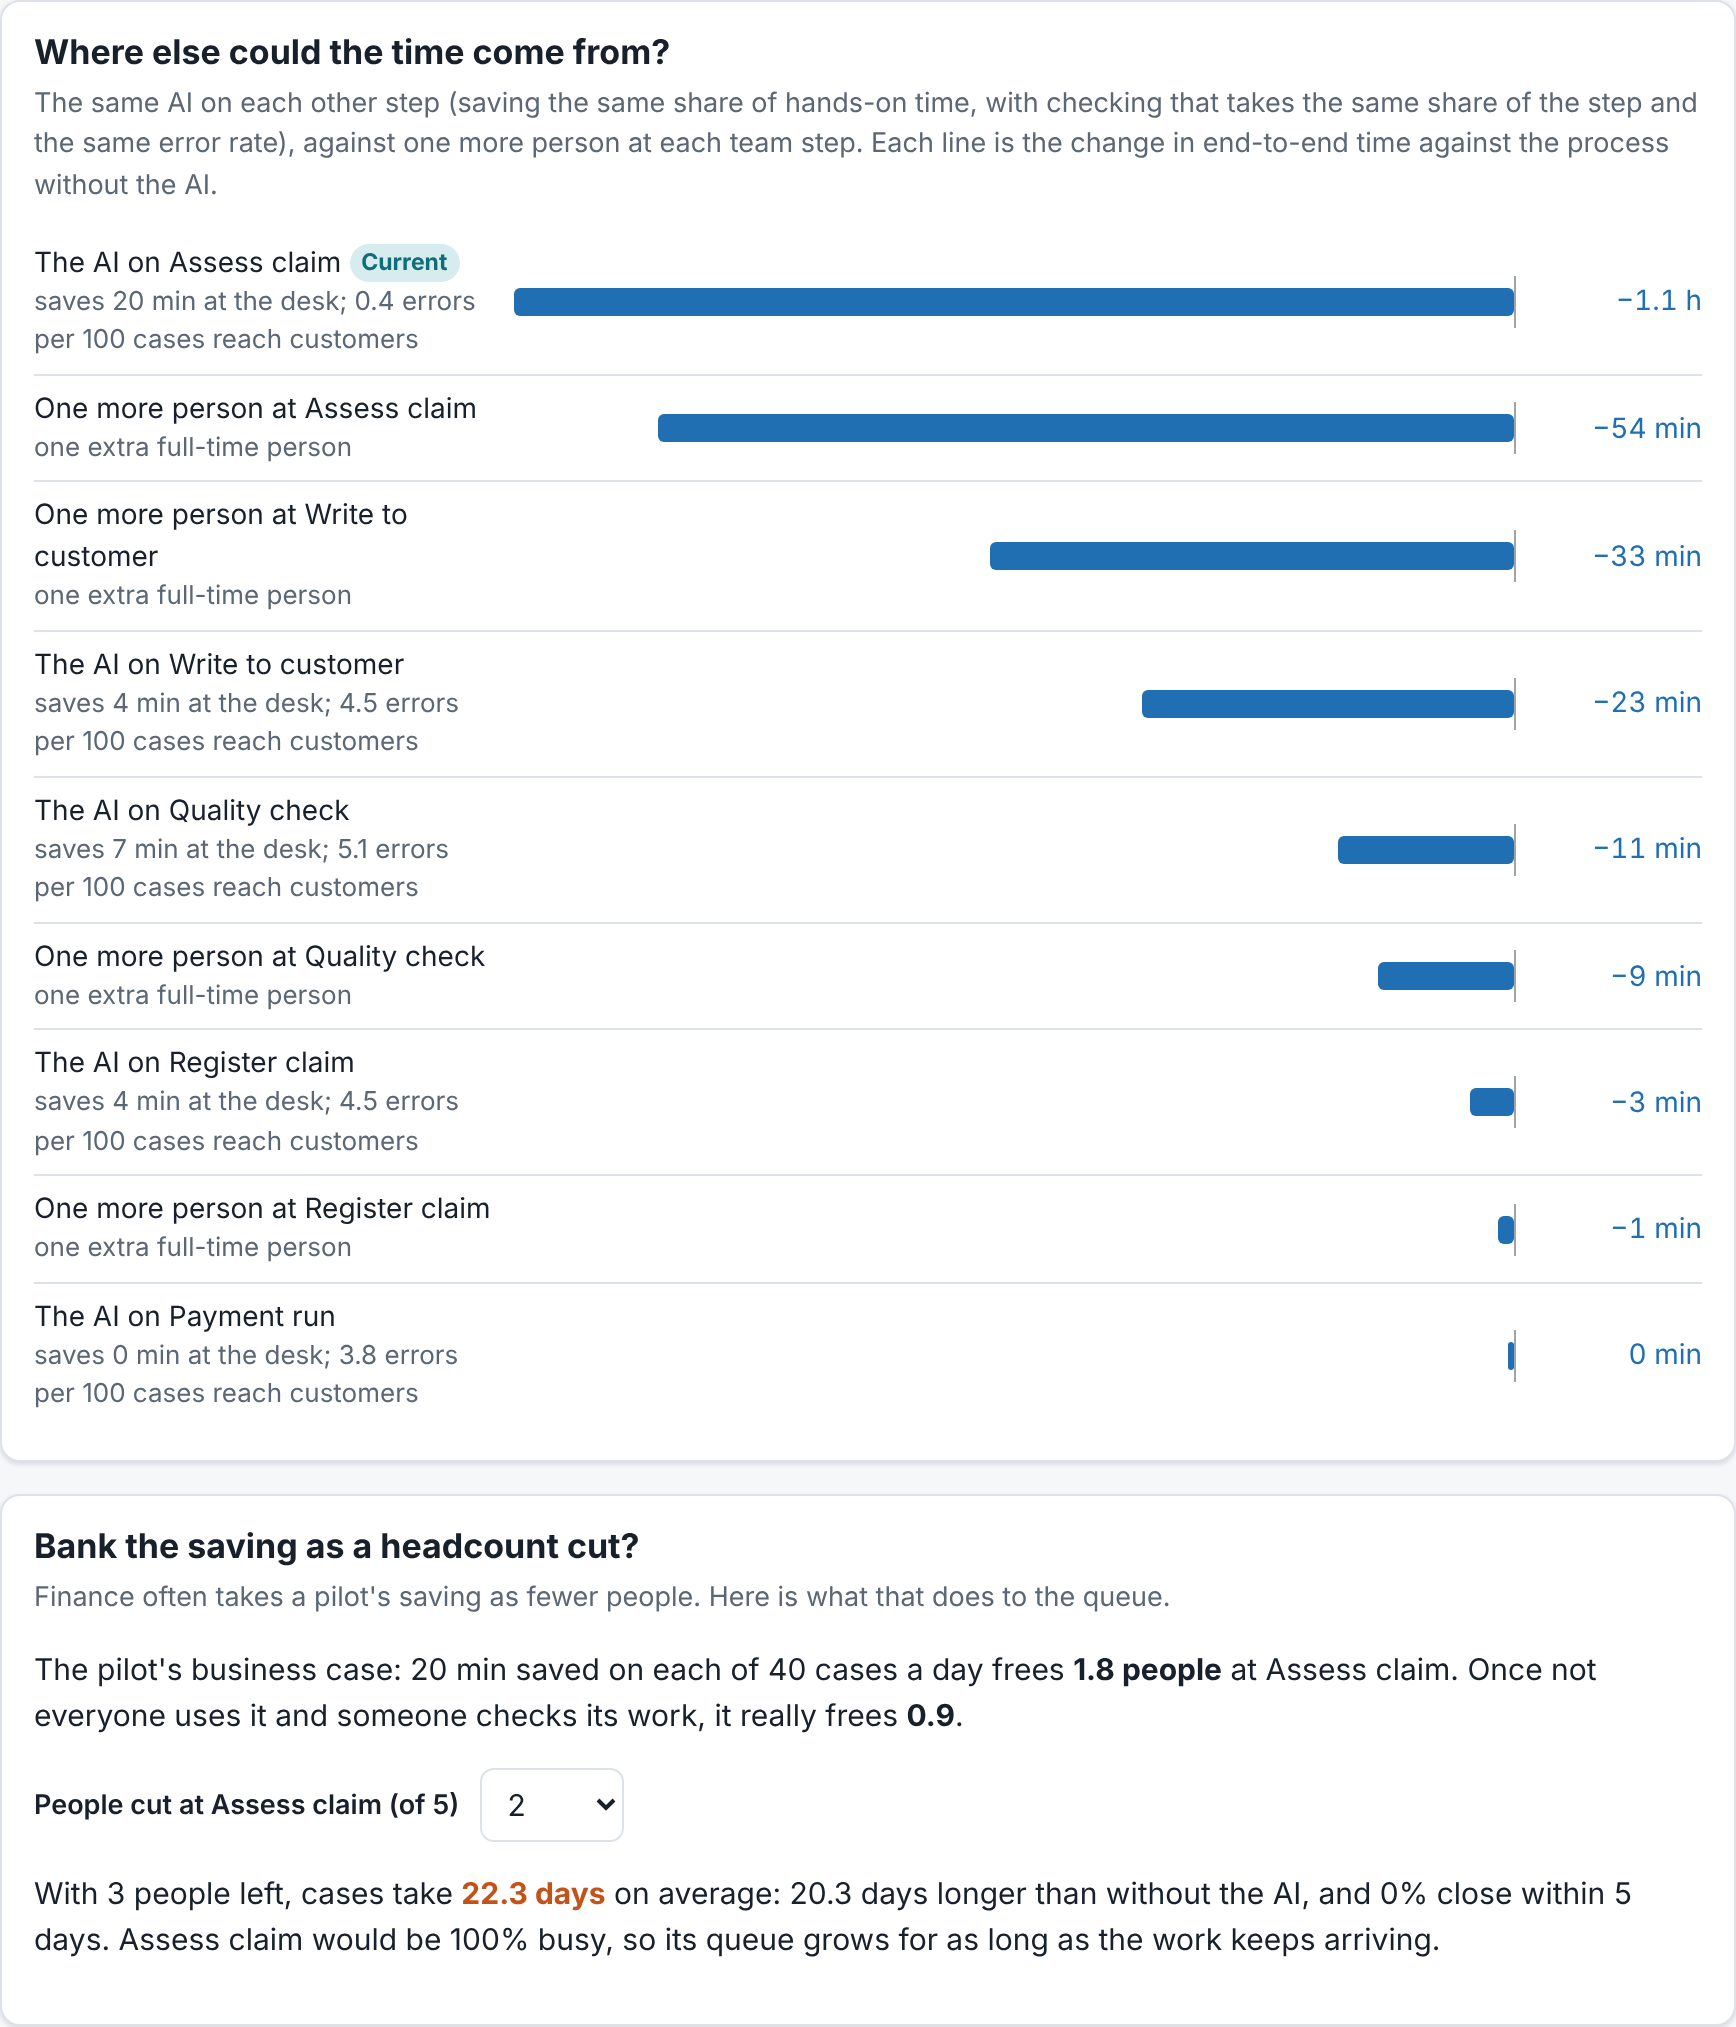 Where else could the time come from?
The same AI on each other step (saving the same share of hands-on time, with checking that takes the same share of the step and
the same error rate), against one more person at each team step. Each line is the change in end-to-end time against the process
without the AI.
The AI on Assess claim Current
saves 20 min at the desk; 0.4 errors
per 100 cases reach customers
−1.1 h
One more person at Assess claim
one extra full-time person
−54 min
One more person at Write to
customer
one extra full-time person
−33 min
The AI on Write to customer
saves 4 min at the desk; 4.5 errors
per 100 cases reach customers
−23 min
The AI on Quality check
saves 7 min at the desk; 5.1 errors
per 100 cases reach customers
−11 min
One more person at Quality check
one extra full-time person
−9 min
The AI on Register claim
saves 4 min at the desk; 4.5 errors
per 100 cases reach customers
−3 min
One more person at Register claim
one extra full-time person
−1 min
The AI on Payment run
saves 0 min at the desk; 3.8 errors
per 100 cases reach customers
0 min
Bank the saving as a headcount cut?
Finance often takes a pilot's saving as fewer people. Here is what that does to the queue.
The pilot's business case: 20 min saved on each of 40 cases a day frees 1.8 people at Assess claim. Once not
everyone uses it and someone checks its work, it really frees 0.9.
People cut at Assess claim (of 5) 2
With 3 people left, cases take 22.3 days on average: 20.3 days longer than without the AI, and 0% close within 5
days. Assess claim would be 100% busy, so its queue grows for as long as the work keeps arriving.